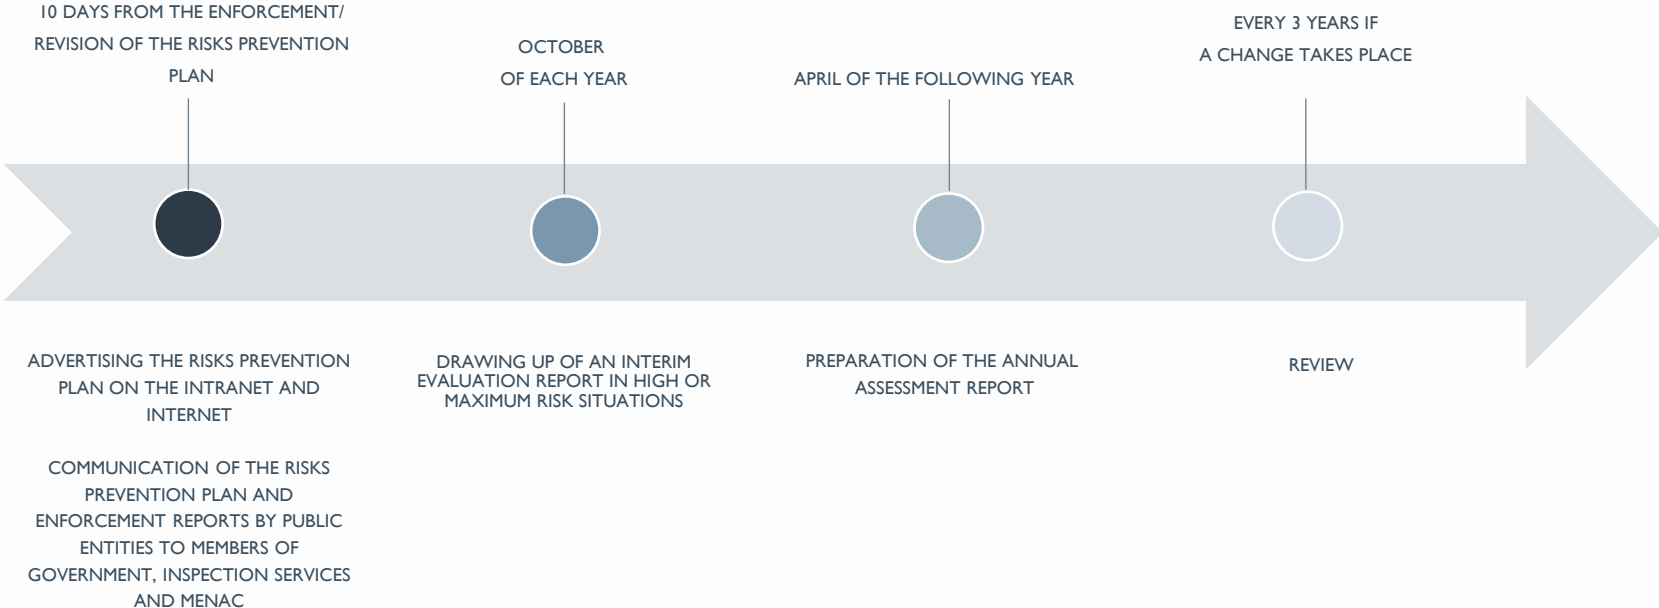 10 DAYS FROM THE ENFORCEMENT/
REVISION OF THE RISKS PREVENTION
PLAN
OCTOBER
OF EACH YEAR
APRIL OF THE FOLLOWING YEAR
EVERY 3 YEARS IF
A CHANGE TAKES PLACE
ADVERTISING THE RISKS PREVENTION
PLAN ON THE INTRANET AND
INTERNET
COMMUNICATION OF THE RISKS
PREVENTION PLAN AND
ENFORCEMENT REPORTS BY PUBLIC
ENTITIES TO MEMBERS OF
GOVERNMENT, INSPECTION SERVICES
AND MENAC
DRAWING UP OF AN INTERIM
EVALUATION REPORT IN HIGH OR
MAXIMUM RISK SITUATIONS
PREPARATION OF THE ANNUAL
ASSESSMENT REPORT
REVIEW